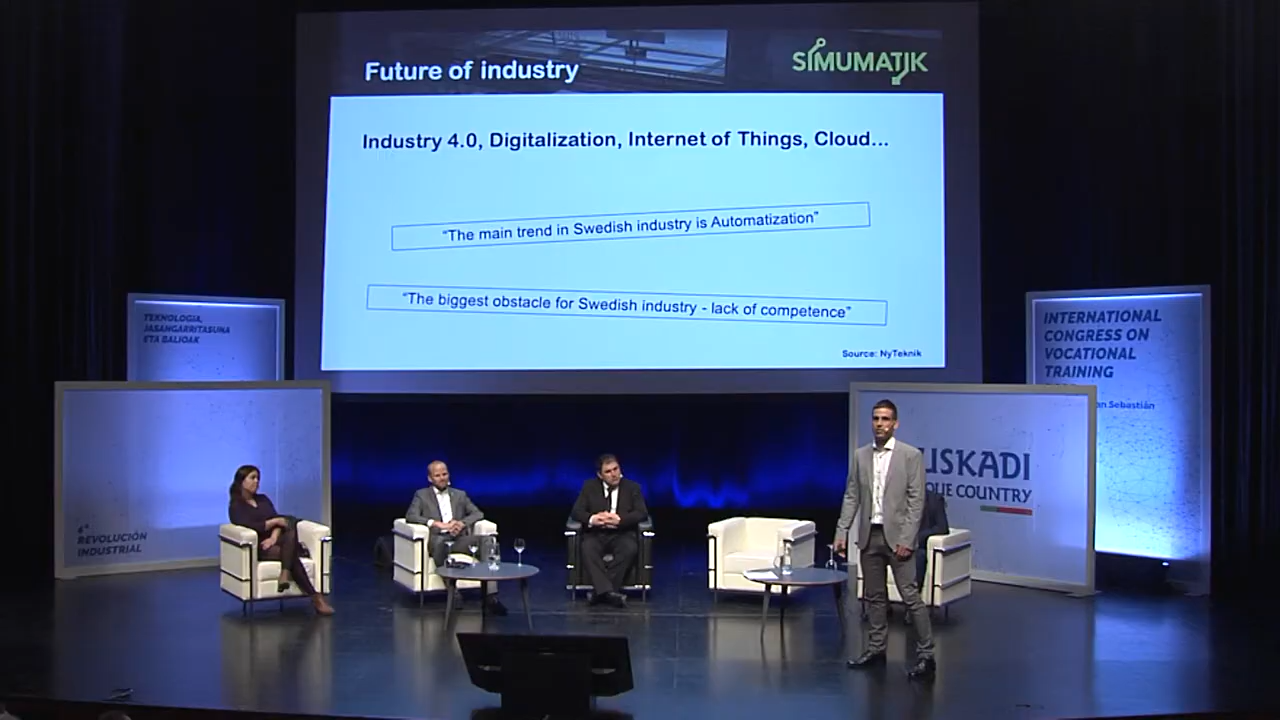 Future of industry
SIMUMATIK
Industry 4.0, Digitalization, Internet of Things, Cloud...
“The main trend in Swedish industry is Automatization”
“The biggest obstacle for Swedish industry - lack of competence”
Source: NyTeknik
TEKNOLOGIA,
JASANGARRITASUNA
ETA BALIOAK
4ª
REVOLUCIÓN
INDUSTRIAL
INTERNATIONAL
CONGRESS ON
VOCATIONAL
TRAINING
an Sebastián
USKADI
QUE COUNTRY